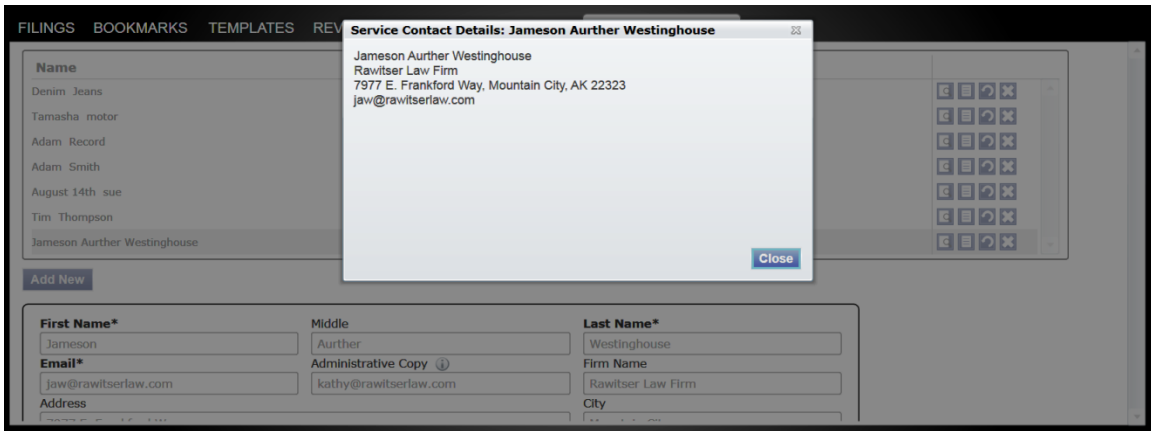 FILINGS BOOKMARKS TEMPLATES REV
Service Contact Details: Jameson Aurther Westinghouse
Jameson Aurther Westinghouse
Rawitser Law Firm
7977 E. Frankford Way, Mountain City, AK 22323
jaw@rawitserlaw.com
Close
Name
Denim Jeans
Tamasha motor
Adam Record
Adam Smith
August 14th sue
Tim Thompson
Jameson Aurther Westinghouse
Add New
First Name* Middle Last Name*
Jameson Aurther Westinghouse
Email* Administrative Copy Firm Name
jaw@rawitserlaw.com kathy@rawitserlaw.com Rawitser Law Firm
Address City